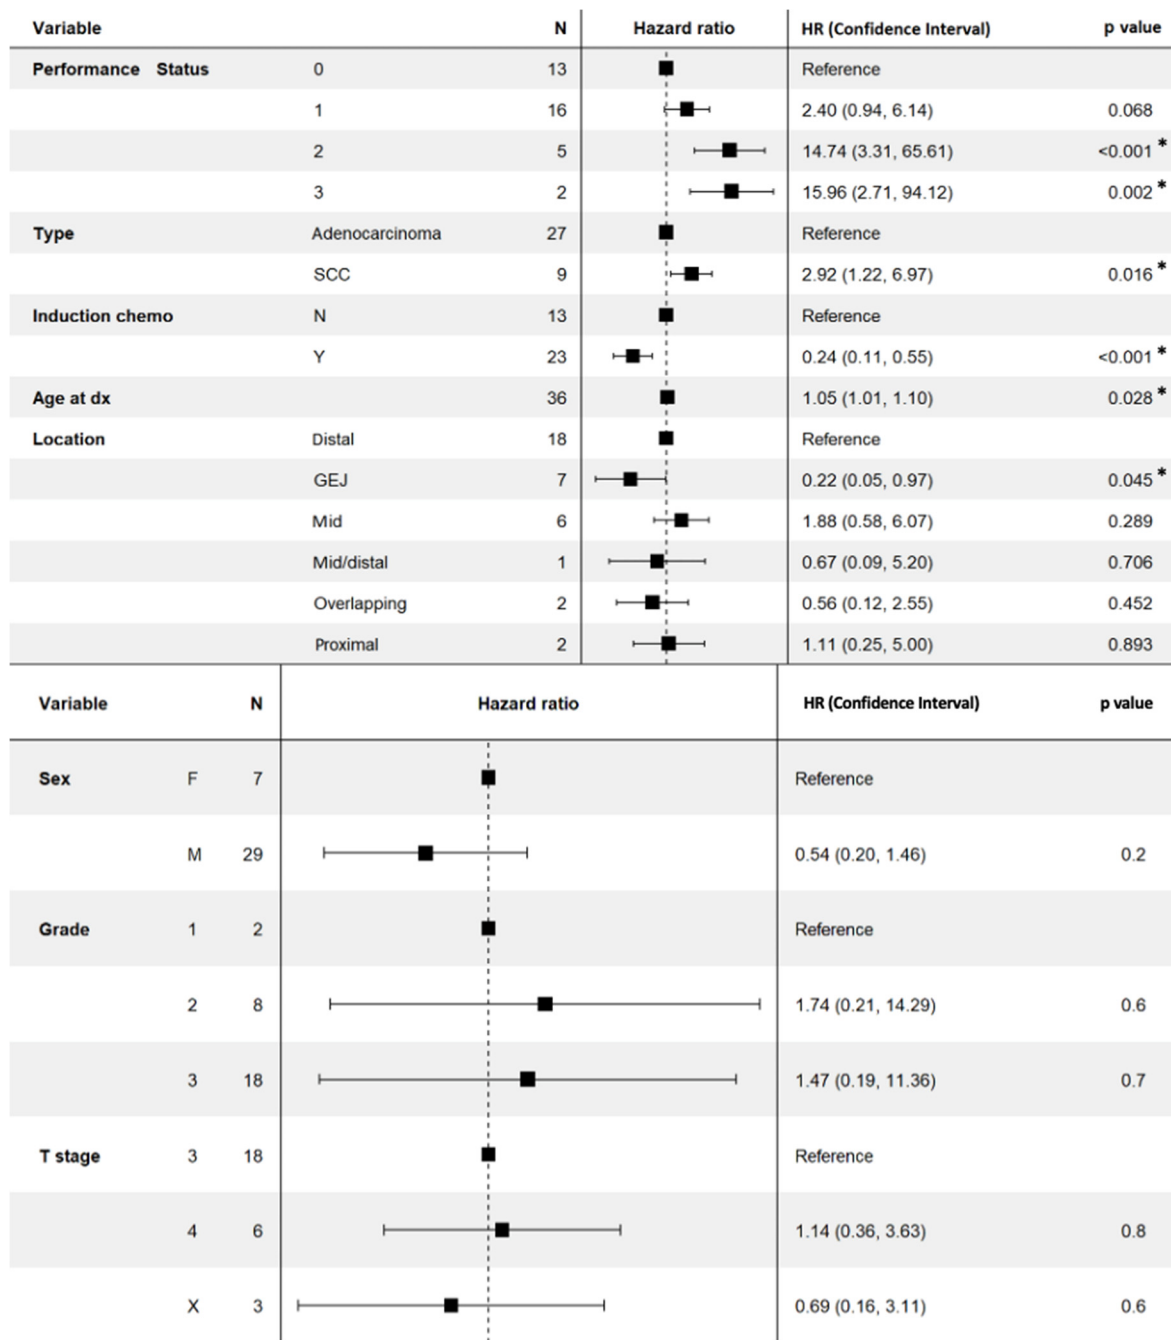 Variable N Hazard ratio HR (Confidence Interval) p value
Performance Status 0 13 Reference
1 16 2.40 (0.94, 6.14) 0.068
2 5 14.74 (3.31, 65.61) <0.001 *
3 2 15.96 (2.71, 94.12) 0.002 *
Type Adenocarcinoma 27 Reference
SCC 9 2.92 (1.22, 6.97) 0.016 *
Induction chemo N 13 Reference
Y 23 0.24 (0.11, 0.55) <0.001 *
Age at dx 36 1.05 (1.01, 1.10) 0.028 *
Location Distal 18 Reference
GEJ 7 0.22 (0.05, 0.97) 0.045 *
Mid 6 1.88 (0.58, 6.07) 0.289
Mid/distal 1 0.67 (0.09, 5.20) 0.706
Overlapping 2 0.56 (0.12, 2.55) 0.452
Proximal 2 1.11 (0.25, 5.00) 0.893
Variable N Hazard ratio HR (Confidence Interval) p value
Sex F 7 Reference
M 29 0.54 (0.20, 1.46) 0.2
Grade 1 2 Reference
2 8 1.74 (0.21, 14.29) 0.6
3 18 1.47 (0.19, 11.36) 0.7
T stage 3 18 Reference
4 6 1.14 (0.36, 3.63) 0.8
X 3 0.69 (0.16, 3.11) 0.6